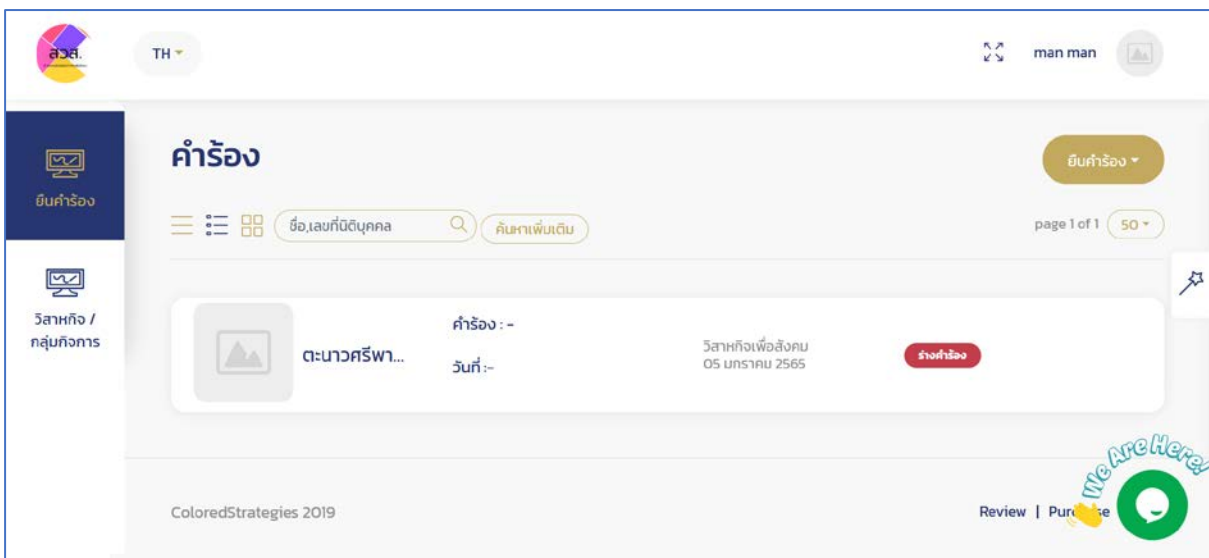 สวส.
TH
man man
ยืนคำร้อง
วิสาหกิจ /
กลุ่มกิจการ
คำร้อง
ยืนคำร้อง
ชื่อ,เลขที่นิติบุคคล
ค้นหาเพิ่มเติม
page 1 of 1
50
ตะนาวศรีพา...
คำร้อง : -
วันที่ :-
วิสาหกิจเพื่อสังคม
05 มกราคม 2565
ร่างคำร้อง
We Are Here!
ColoredStrategies 2019
Review |